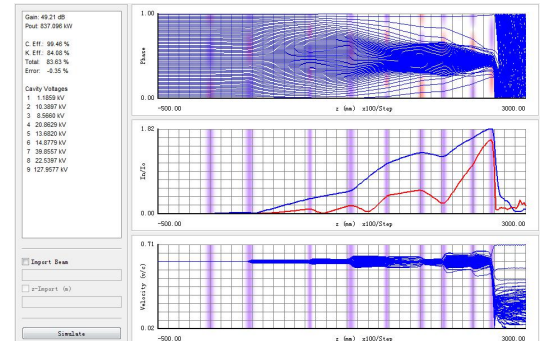 Gain: 49.21 dB
Pout: 837.096 kW
C. Eff.: 99.46 %
K. Eff.: 84.08 %
Total: 83.63 %
Error: -0.35 %
Cavity Voltages
1 1.1859 kV
2 10.3897 kV
3 8.5660 kV
4 20.8629 kV
5 13.6820 kV
6 14.8779 kV
7 39.8557 kV
8 22.5397 kV
9 127.9577 kV
Import Beam
z-Import (m)
Simulate
1.00
Phase
0.00
-500.00
z (mm) x100/Step
3000.00
1.82
In/Io
0.00
-500.00
z (mm) x100/Step
3000.00
0.71
Velocity (v/c)
0.02
-500.00
z (mm) x100/Step
3000.00